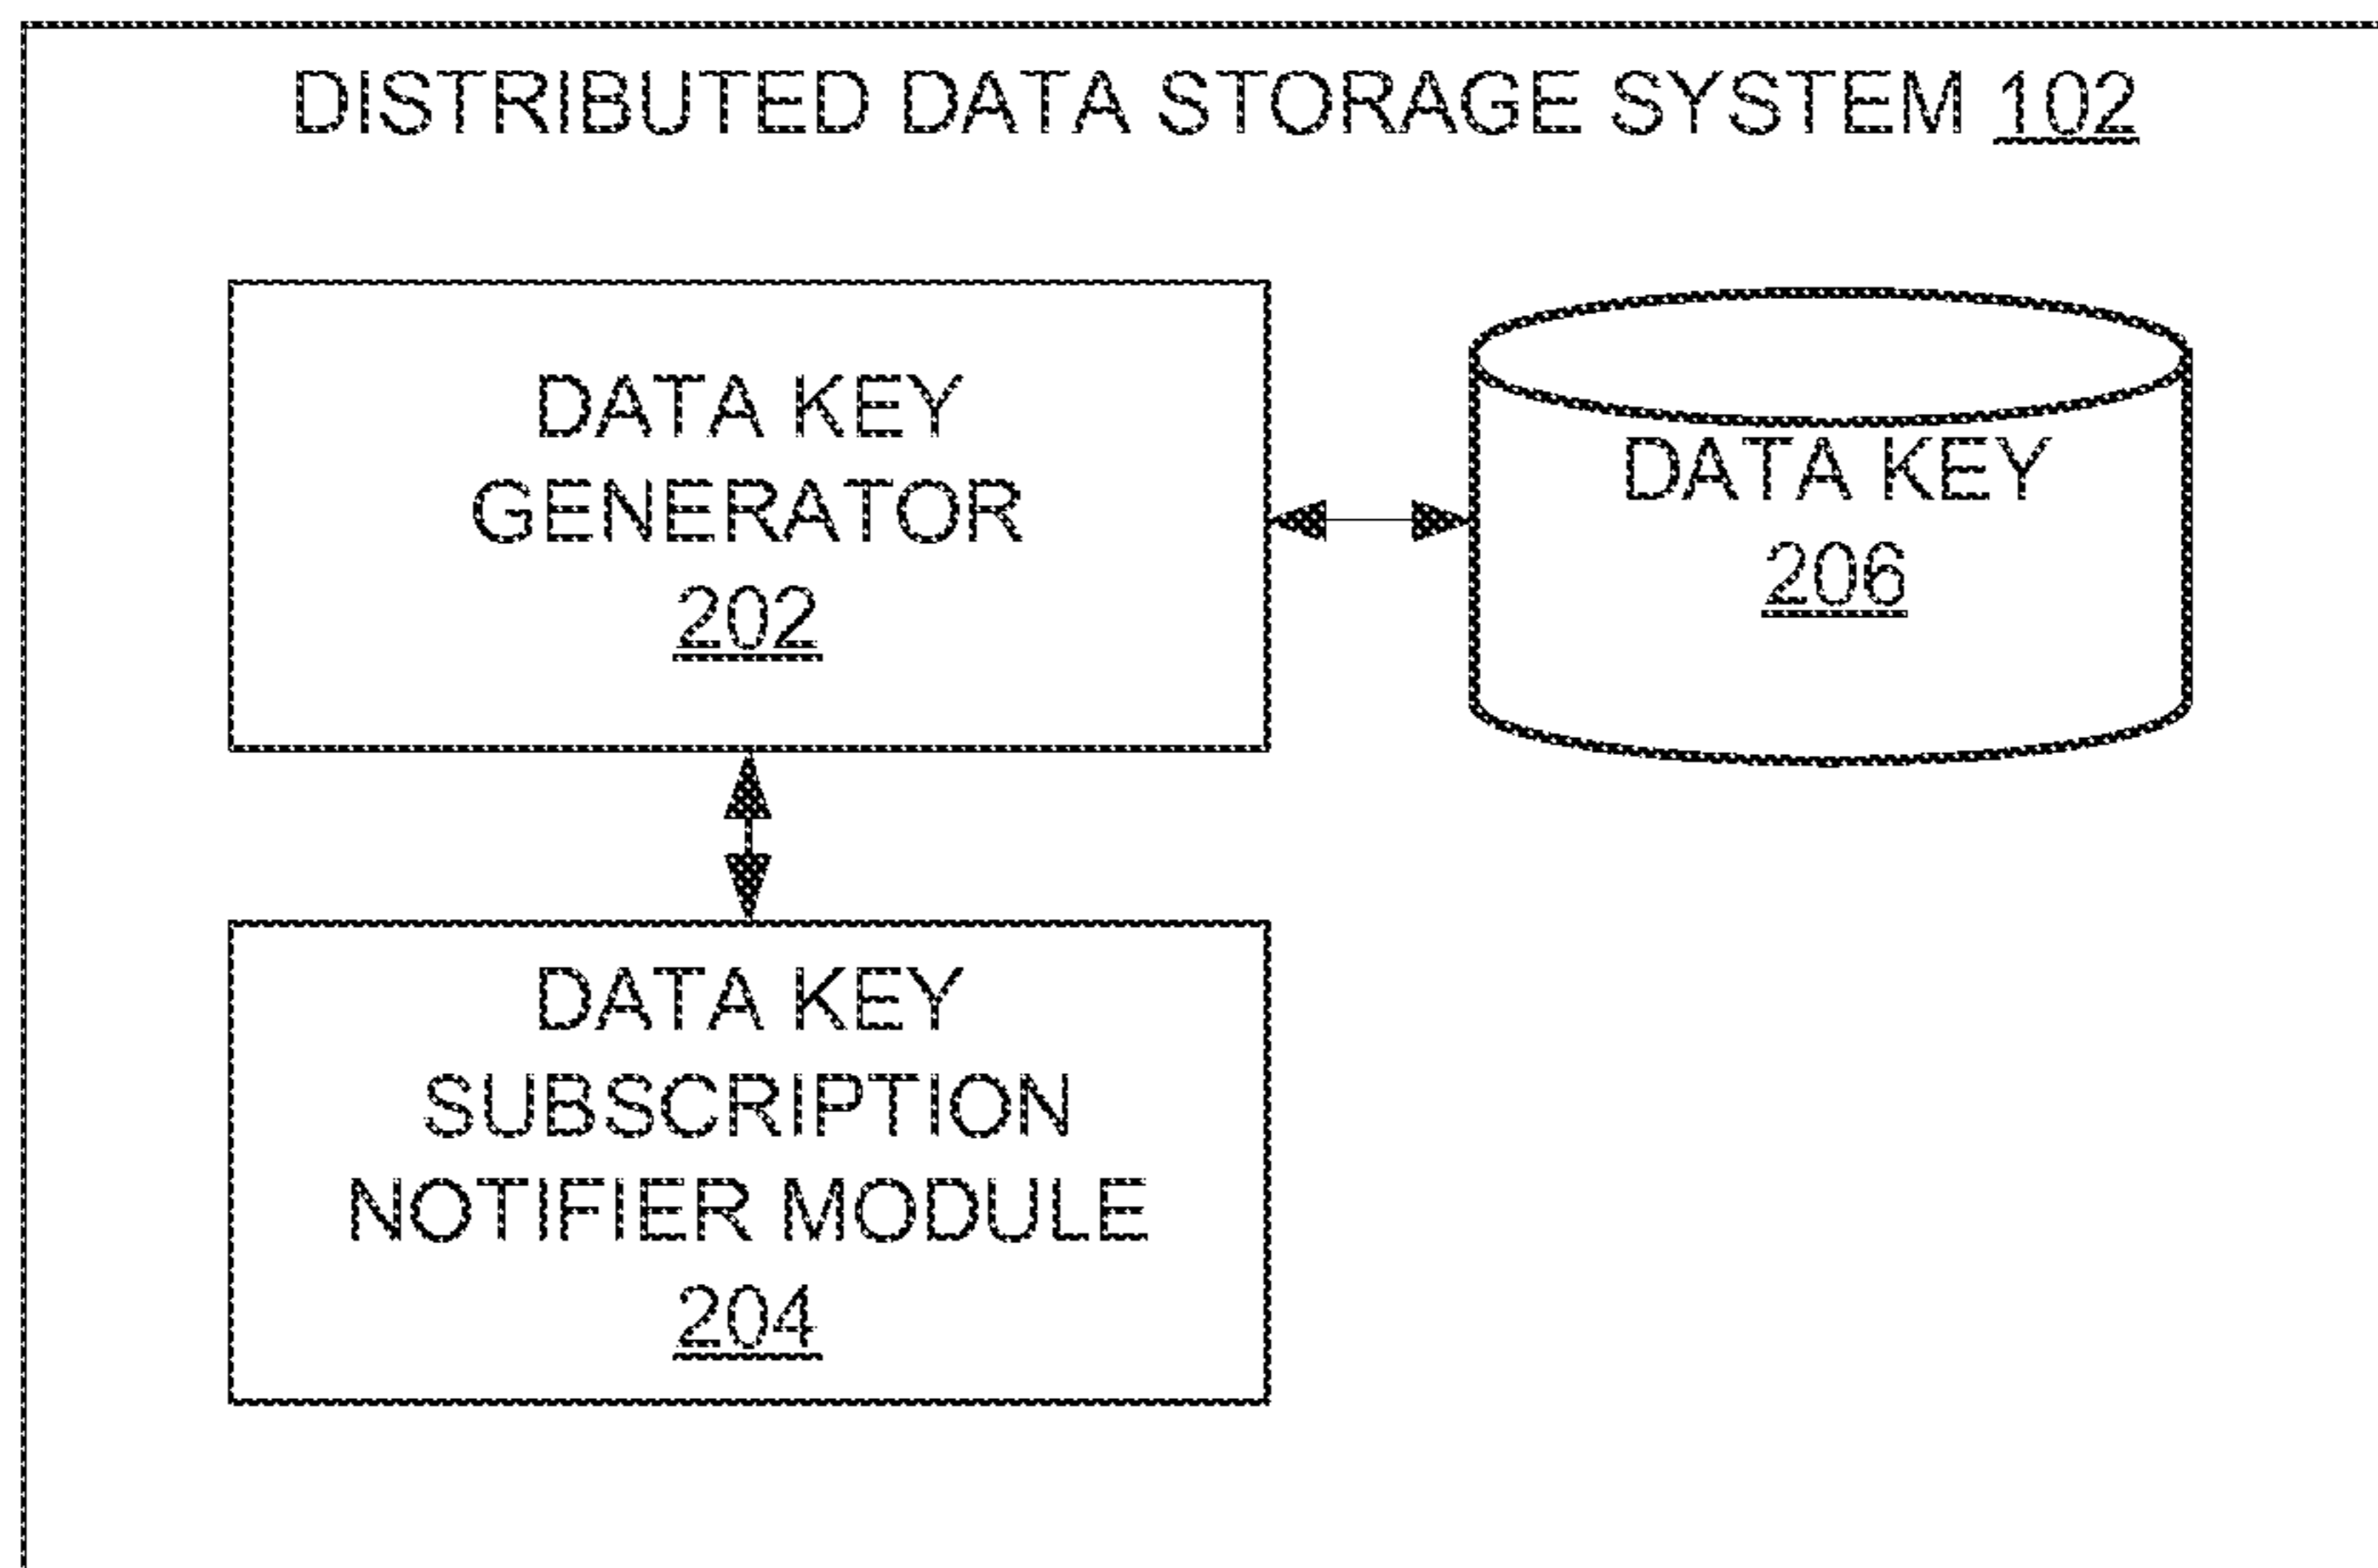 DISTRIBUTED DATA STORAGE SYSTEM 102
DATA KEY
GENERATOR
202
DATA KEY
206
DATA KEY
SUBSCRIPTION
NOTIFIER MODULE
204